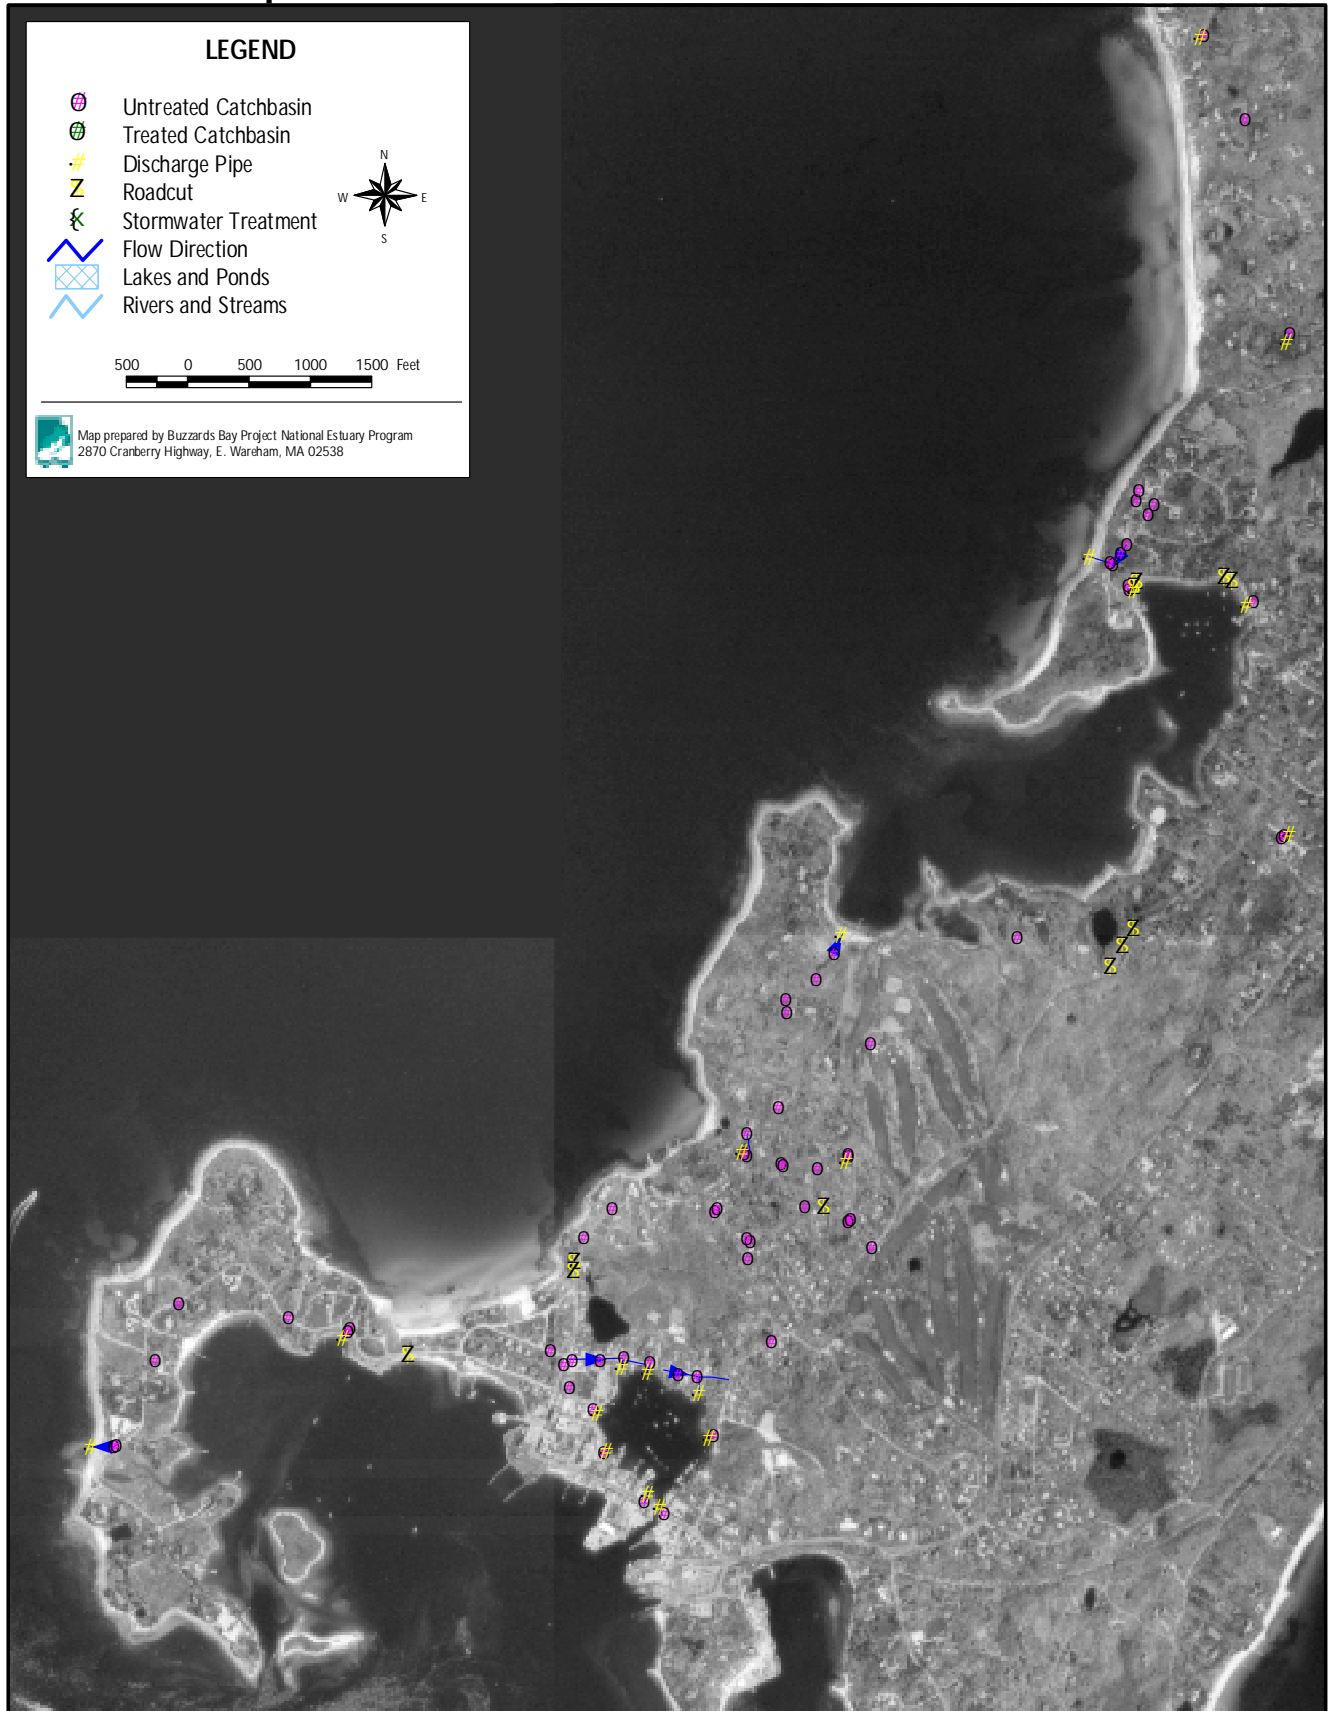 LEGEND
Untreated Catchbasin
Treated Catchbasin
Discharge Pipe
Roadcut
Stormwater Treatment
Flow Direction
Lakes and Ponds
Rivers and Streams
N
W E
S
500 0 500 1000 1500 Feet
Map prepared by Buzzards Bay Project National Estuary Program
2870 Cranberry Highway, E. Wareham, MA 02538